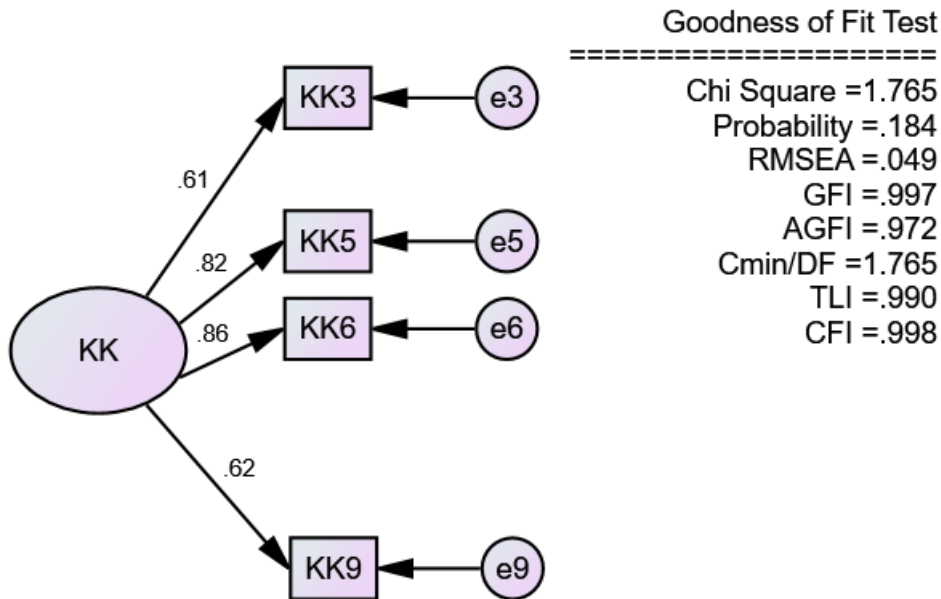 Goodness of Fit Test
=====================
Chi Square =1.765
Probability =.184
RMSEA =.049
GFI =.997
AGFI =.972
Cmin/DF =1.765
TLI =.990
CFI =.998
KK3
e3
.61
KK5
e5
.82
KK6
e6
.86
KK
.62
KK9
e9